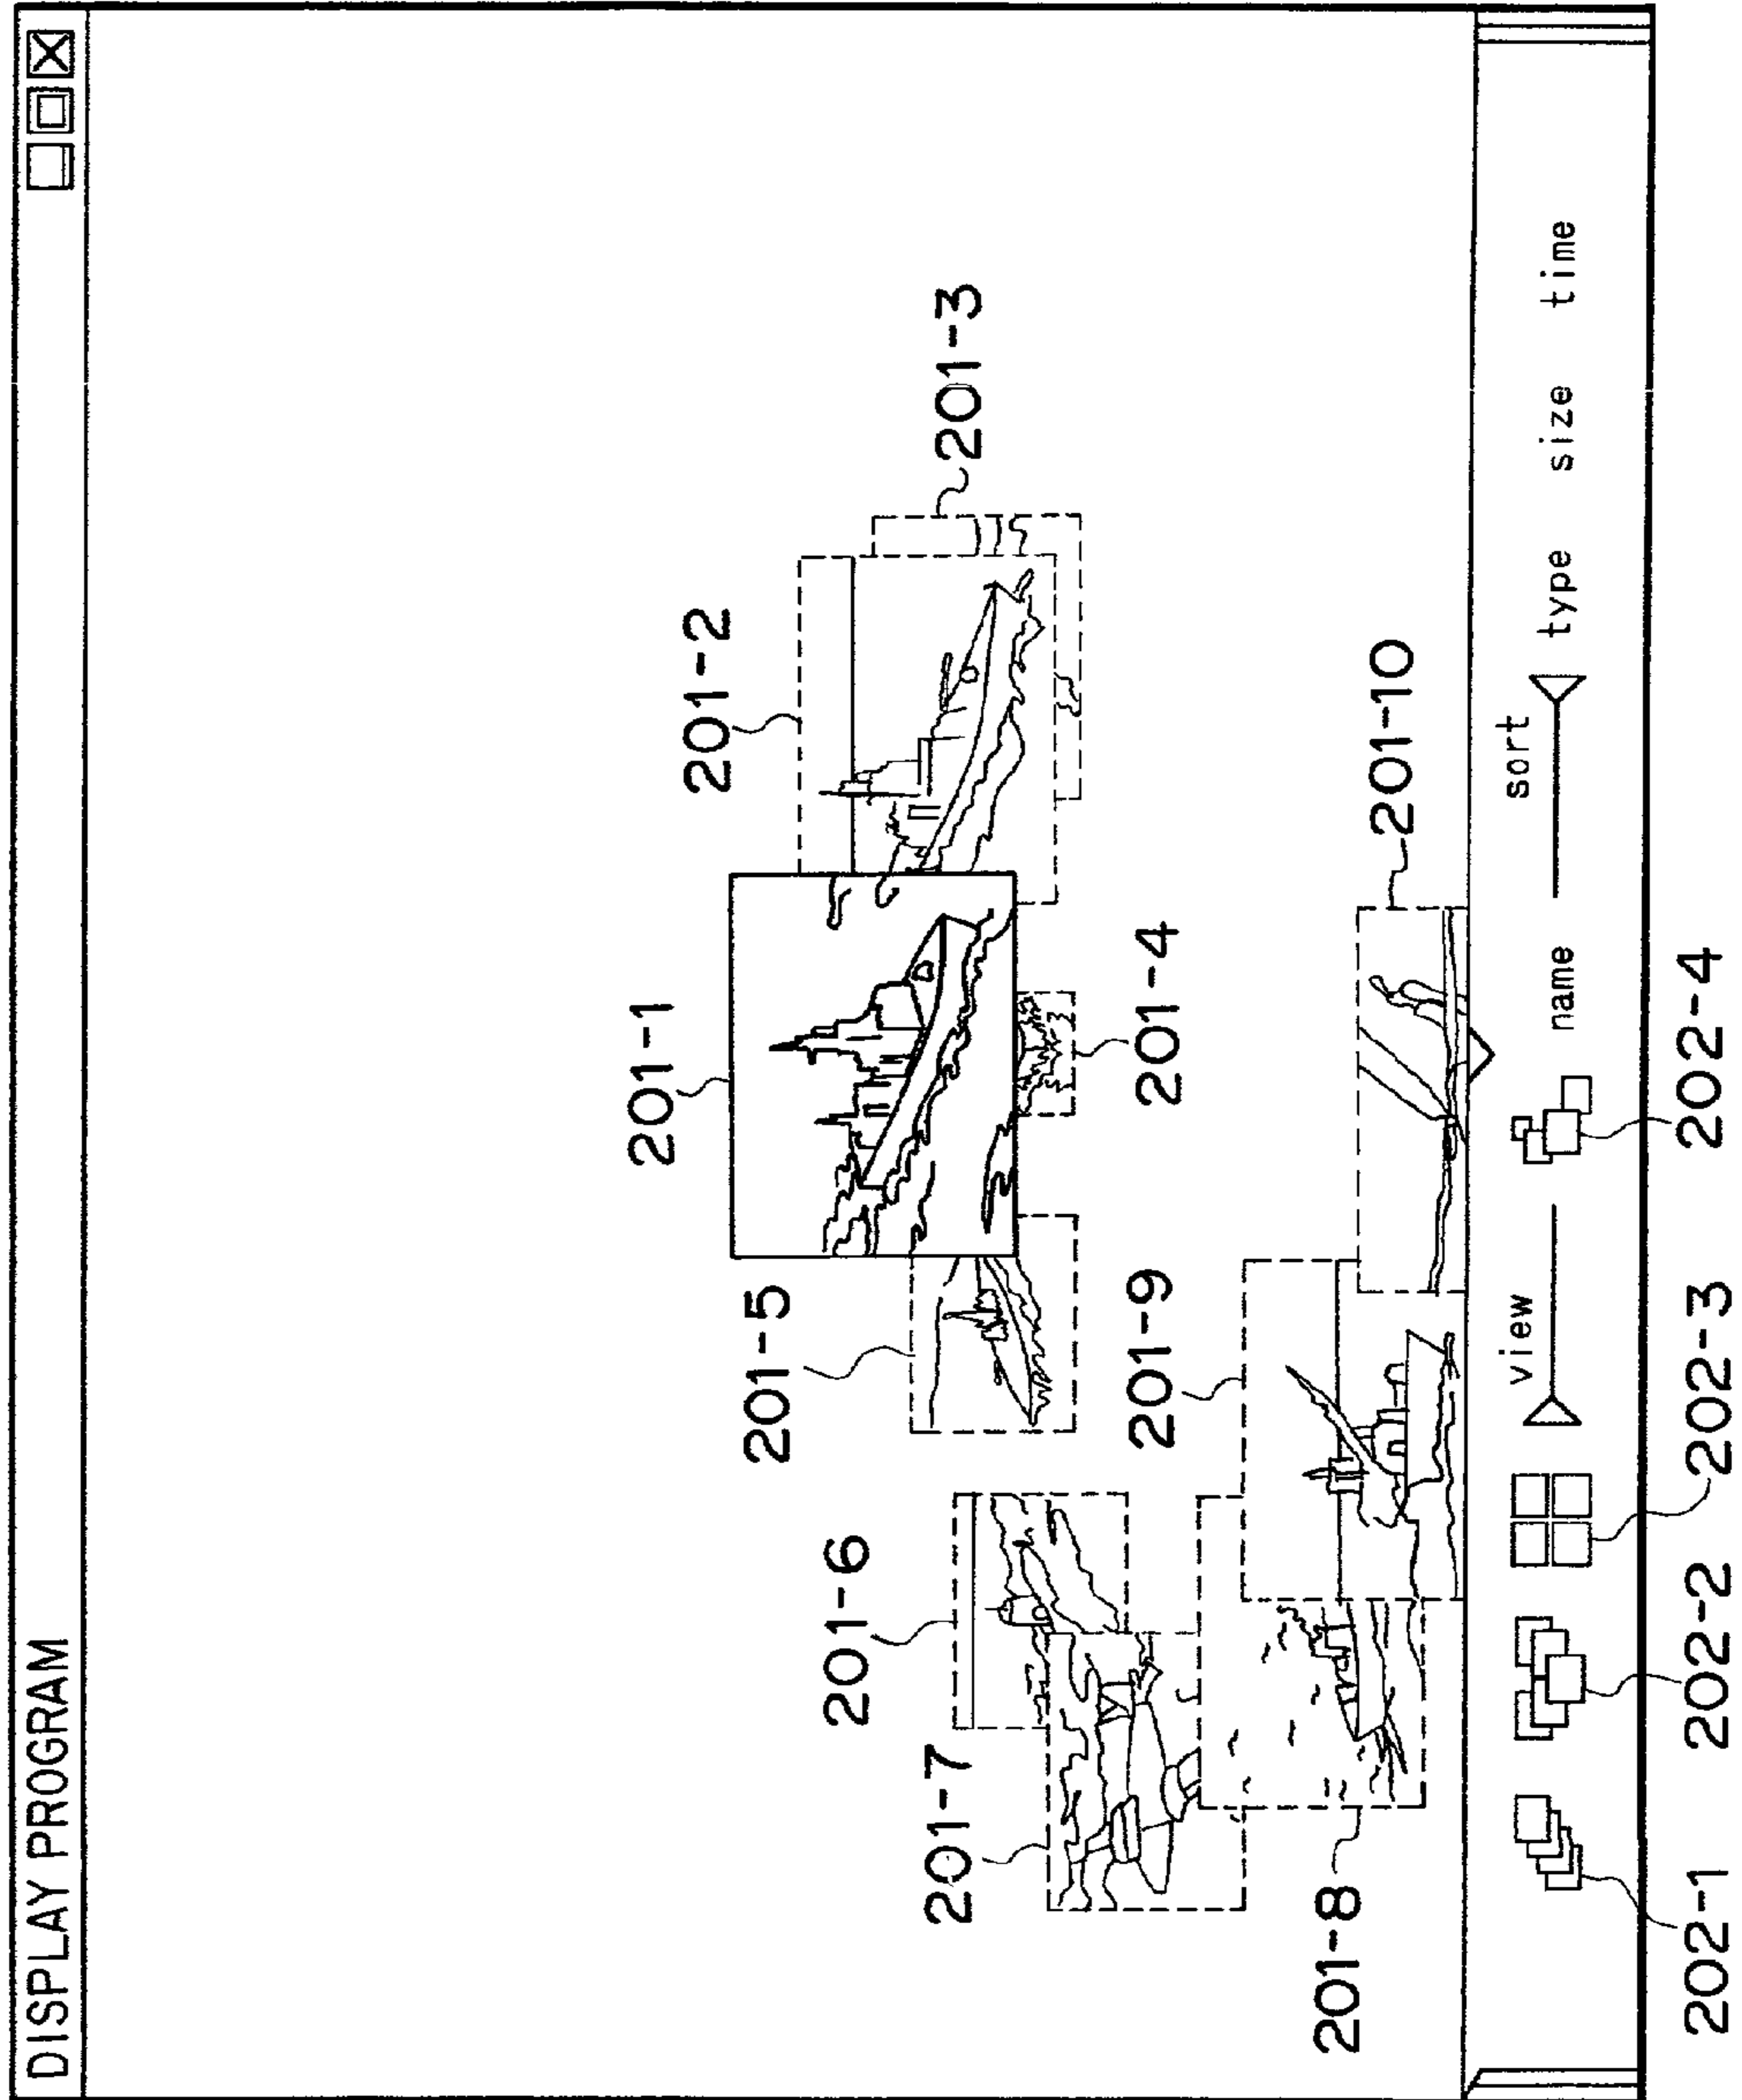 DISPLAY PROGRAM
201-1
201-2
201-3
201-5
201-6
201-7
201-4
201-9
201-8
201-10
view
sort
name
type
size
time
202-1
202-2
202-3
202-4